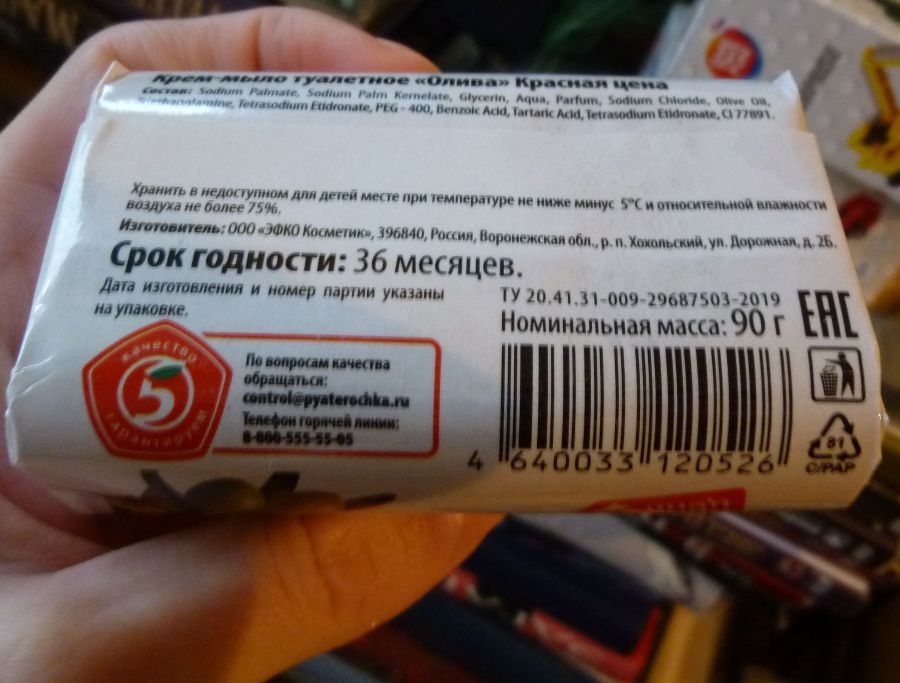 Крем-мыло туалетное «Олива» Красная цена
Состав: Sodium Palmate, Sodium Palm Kernelate, Glycerin, Aqua, Parfum, Sodium Chloride, Olive Oil,
Triethanolamine, Tetrasodium Etidronate, PEG - 400, Benzoic Acid, Tartaric Acid, Tetrasodium Etidronate, CI 77891.
Хранить в недоступном для детей месте при температуре не ниже минус 5°С и относительной влажности
воздуха не более 75%.
Изготовитель: ООО «ЭФКО Косметик», 396840, Россия, Воронежская обл., р. п. Хохольский, ул. Дорожная, д. 2Б.
Срок годности: 36 месяцев.
Дата изготовления и номер партии указаны
на упаковке.
ТУ 20.41.31-009-29687503-2019
Номинальная масса: 90 г
EAC
качество
5
гарантируем
По вопросам качества
обращаться:
control@pyaterochka.ru
Телефон горячей линии:
8-800-555-55-05
4 640033 120526
81
C/PAP